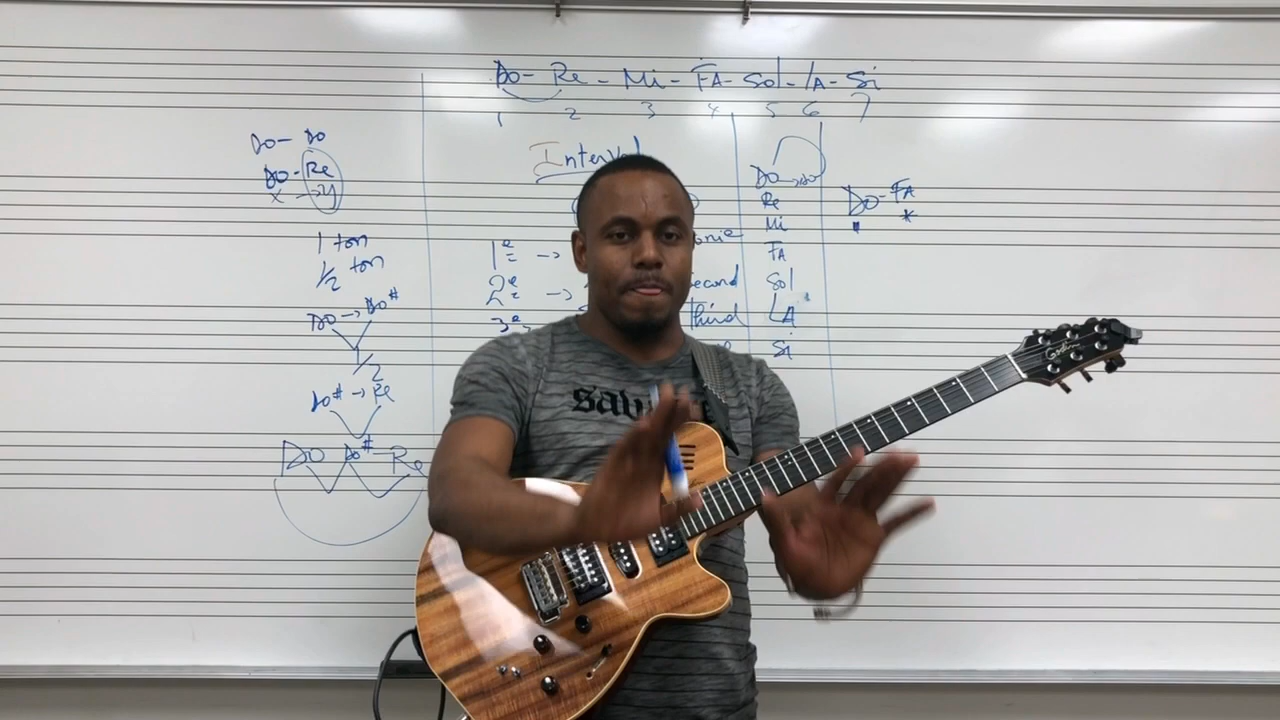 Do - Re - Mi - FA - Sol - LA - Si
1 2 3 4 5 6 7
Interval
Do - Do
Do - Re
x → y
1 ton
1/2 ton
Do → Do#
1/2
Do# → Re
Do Do# Re
1e →
2e → second
3e third
Do → do
Re
Mi
FA
Sol
LA
Si
Do - FA
*
Godin